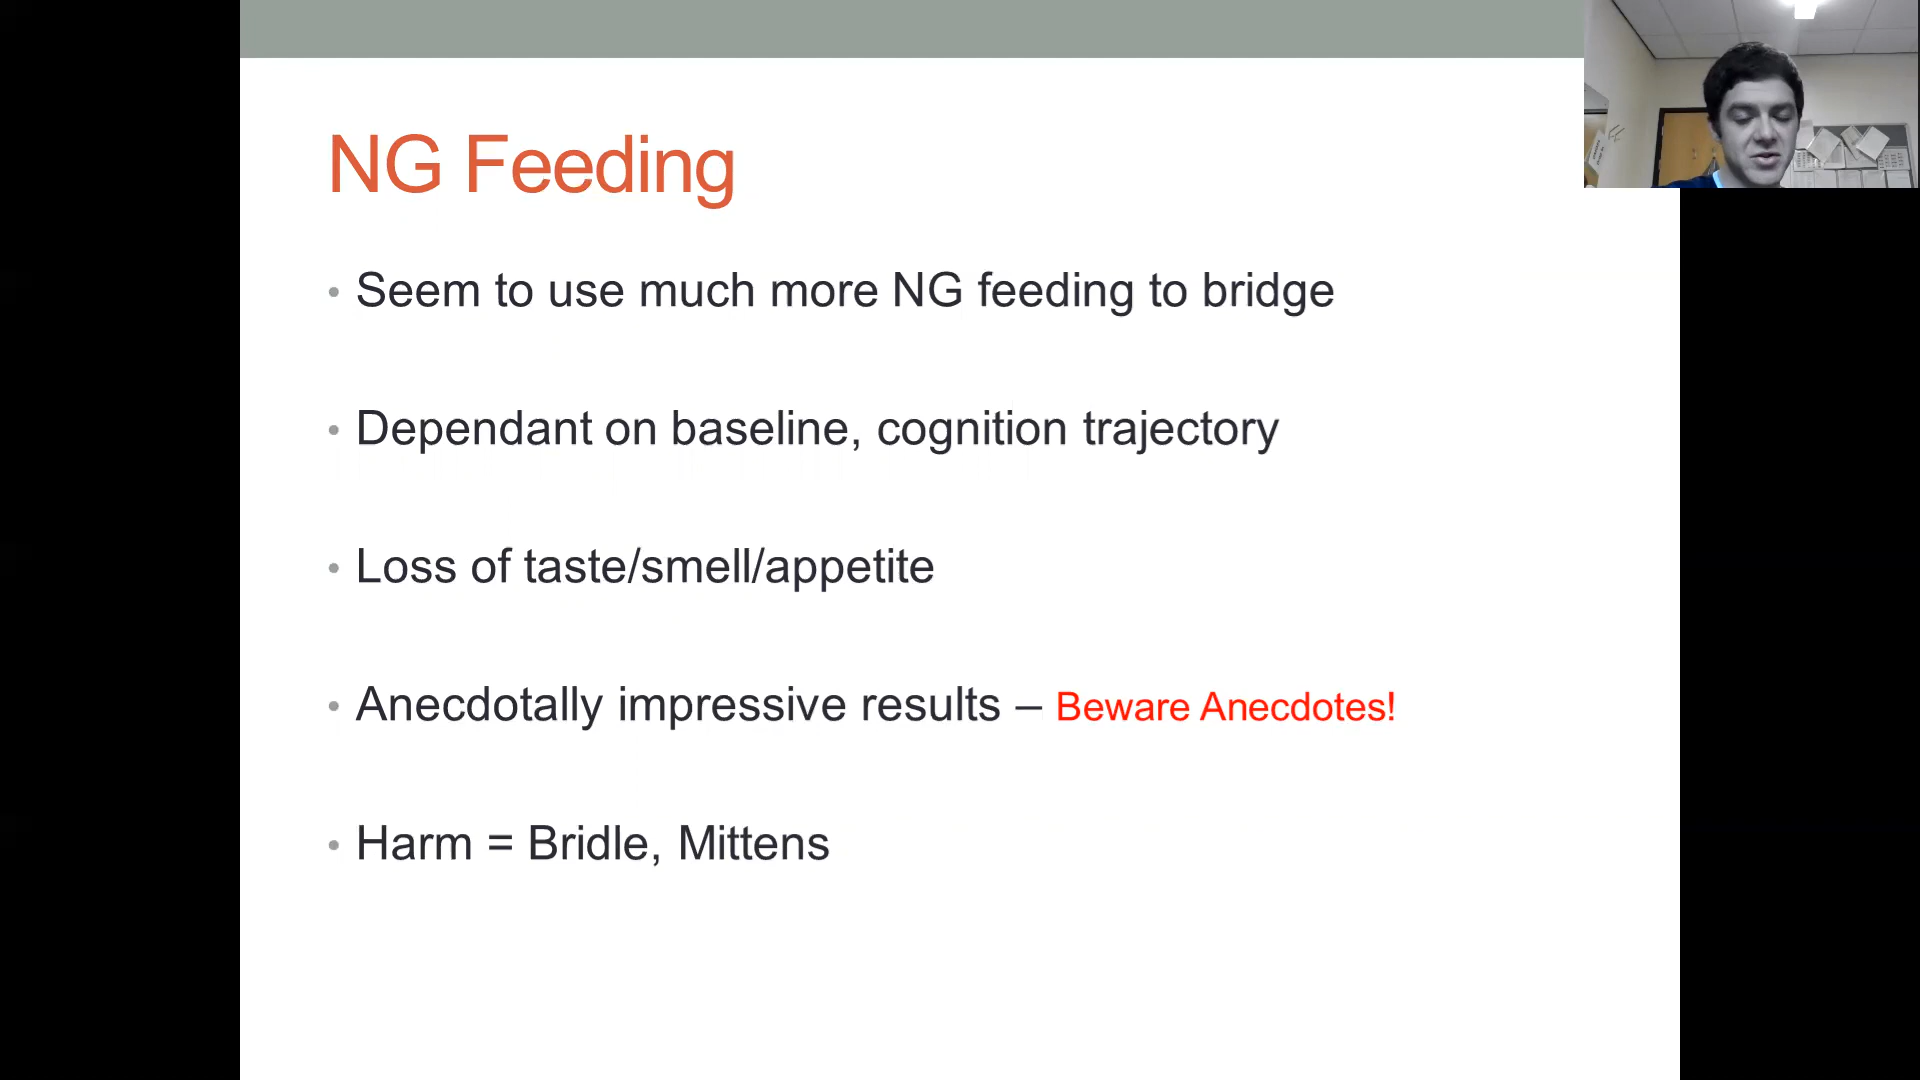 NG Feeding
• Seem to use much more NG feeding to bridge
• Dependant on baseline, cognition trajectory
• Loss of taste/smell/appetite
• Anecdotally impressive results – Beware Anecdotes!
• Harm = Bridle, Mittens